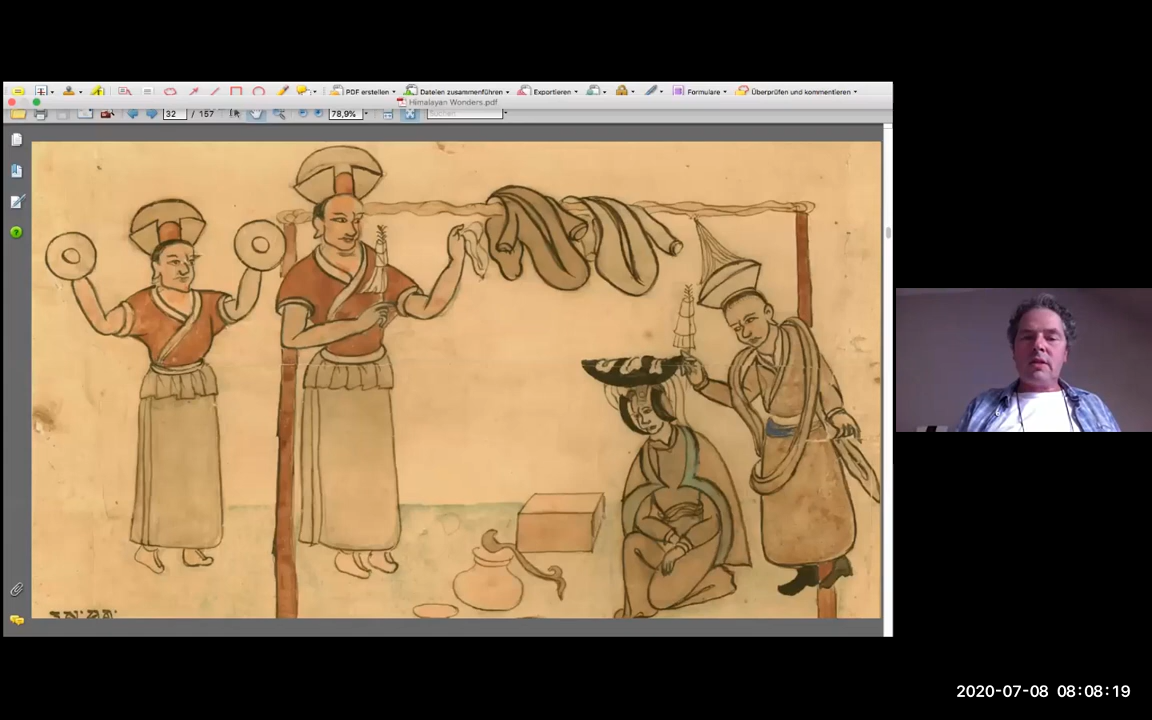 PDF erstellen Dateien zusammenführen Exportieren Formulare Überprüfen und kommentieren
Himalayan Wonders.pdf
32 / 157 78,9%
2020-07-08 08:08:19